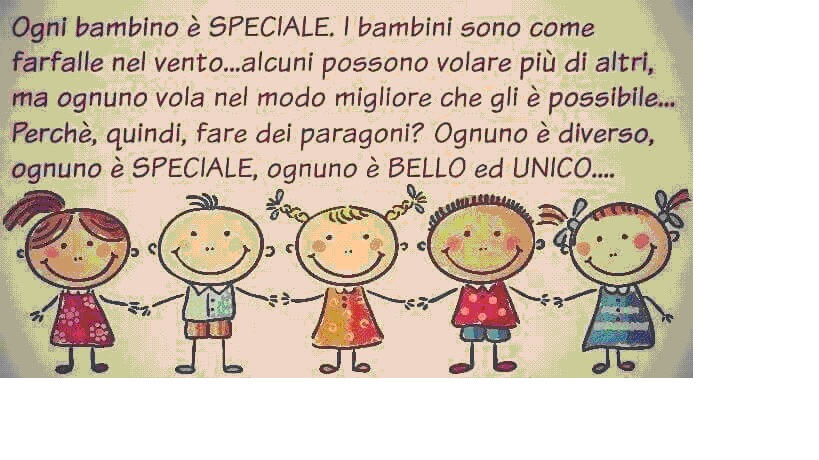 Ogni bambino è SPECIALE. I bambini sono come
farfalle nel vento...alcuni possono volare più di altri,
ma ognuno vola nel modo migliore che gli è possibile...
Perchè, quindi, fare dei paragoni? Ognuno è diverso,
ognuno è SPECIALE, ognuno è BELLO ed UNICO....